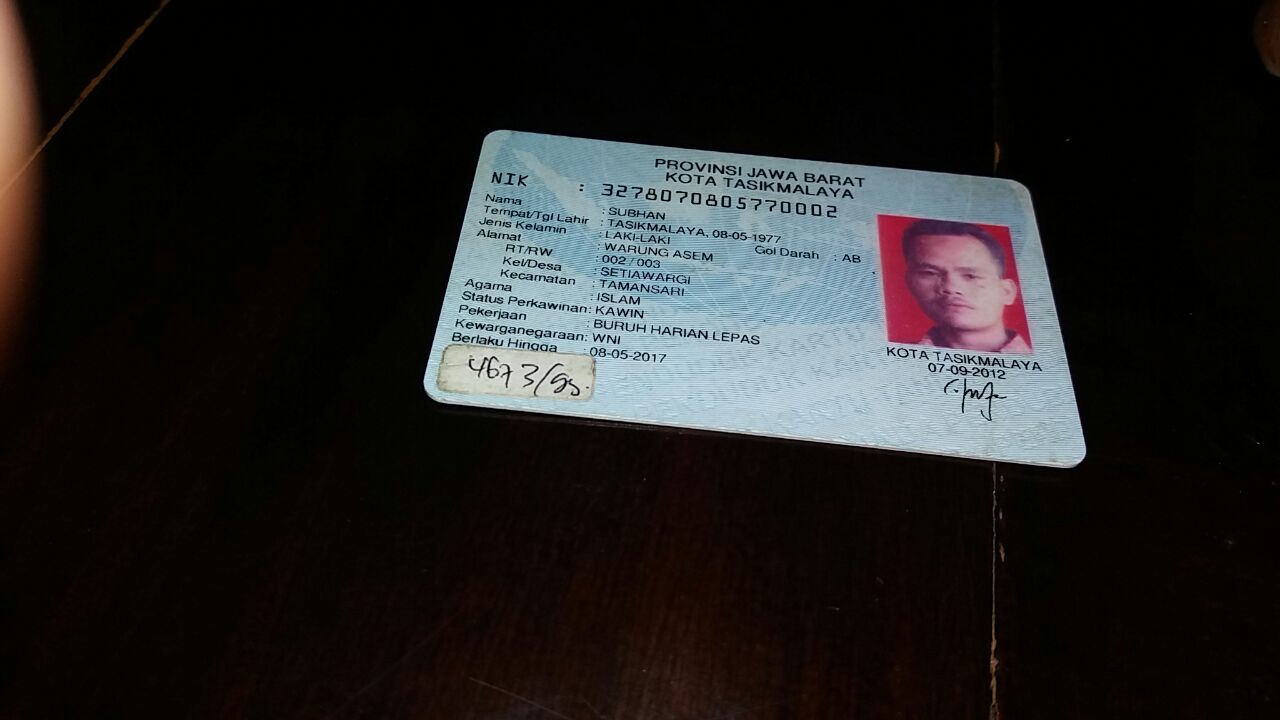 PROVINSI JAWA BARAT
KOTA TASIKMALAYA
NIK : 3278070805770002
Nama : SUBHAN
Tempat/Tgl Lahir : TASIKMALAYA, 08-05-1977
Jenis Kelamin : LAKI-LAKI Gol Darah : AB
Alamat : WARUNG ASEM
RT/RW : 002 / 003
Kel/Desa : SETIAWARGI
Kecamatan : TAMANSARI
Agama : ISLAM
Status Perkawinan: KAWIN
Pekerjaan : BURUH HARIAN LEPAS
Kewarganegaraan: WNI
Berlaku Hingga : 08-05-2017
KOTA TASIKMALAYA
07-09-2012